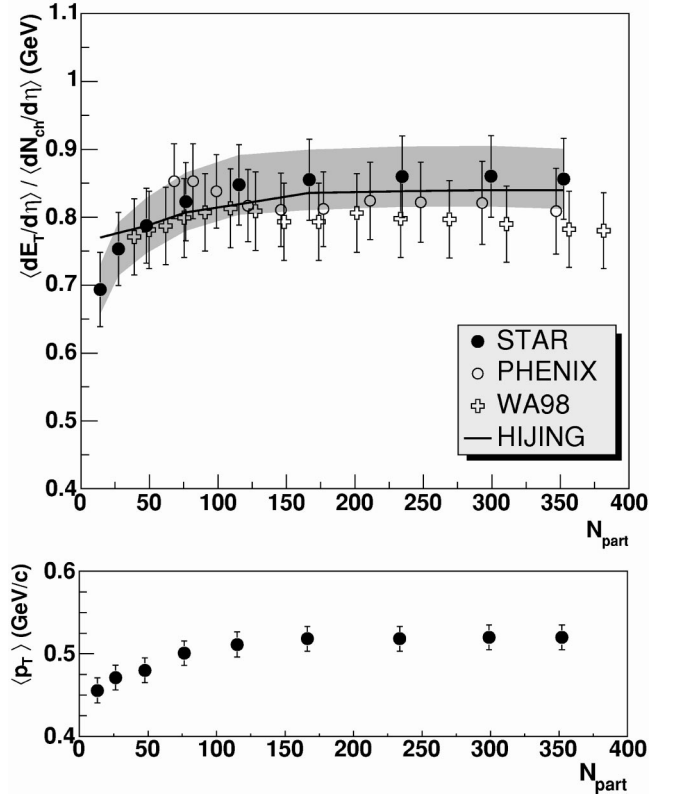 1.1
1
0.9
0.8
0.7
0.6
0.5
0.4
⟨dE_T/dη⟩ / ⟨dN_ch/dη⟩ (GeV)
STAR
PHENIX
WA98
HIJING
0 50 100 150 200 250 300 350 400
N_part
0.6
0.5
0.4
⟨p_T⟩ (GeV/c)
0 50 100 150 200 250 300 350 400
N_part